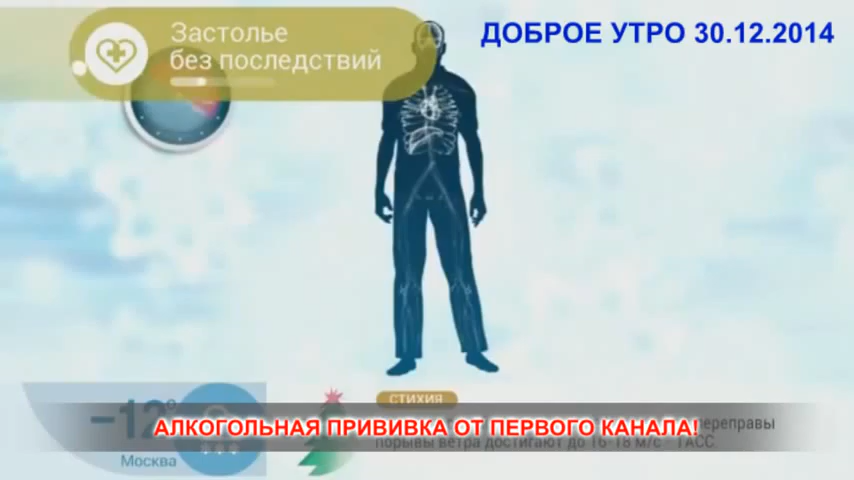 Застолье
без последствий
ДОБРОЕ УТРО 30.12.2014
СТИХИЯ
переправы
АЛКОГОЛЬНАЯ ПРИВИВКА ОТ ПЕРВОГО КАНАЛА!
порывы ветра достигают до 16-18 м/с - ТАСС
-12°
Москва